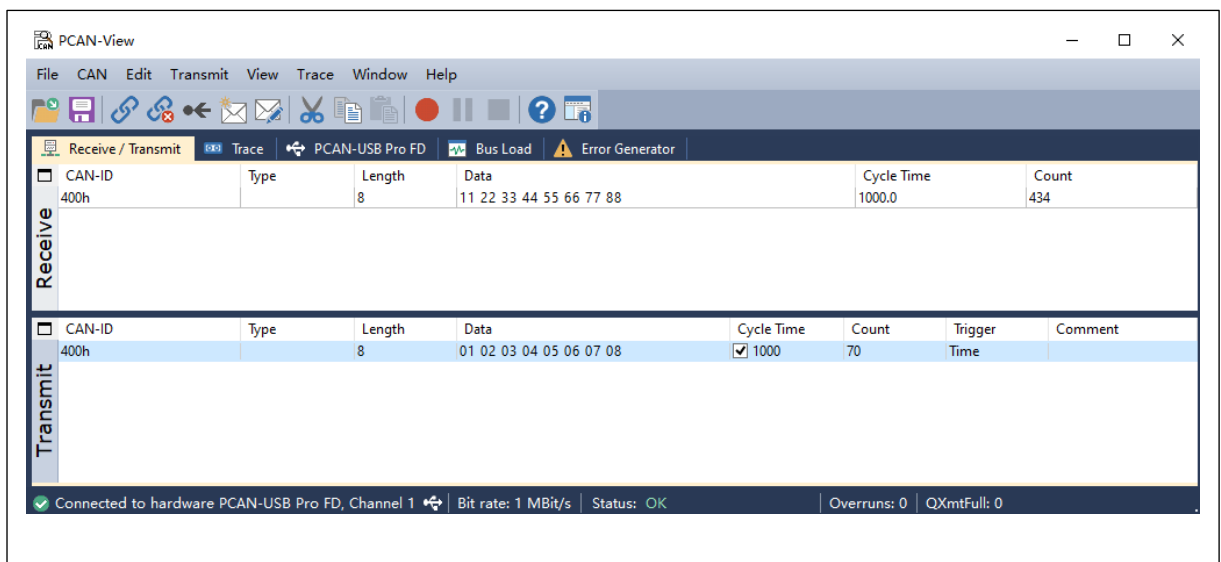 PCAN-View
File CAN Edit Transmit View Trace Window Help
Receive / Transmit Trace PCAN-USB Pro FD Bus Load Error Generator
CAN-ID Type Length Data Cycle Time Count
400h 8 11 22 33 44 55 66 77 88 1000.0 434
Receive
CAN-ID Type Length Data Cycle Time Count Trigger Comment
400h 8 01 02 03 04 05 06 07 08 1000 70 Time
Transmit
Connected to hardware PCAN-USB Pro FD, Channel 1 Bit rate: 1 MBit/s Status: OK Overruns: 0 QXmtFull: 0